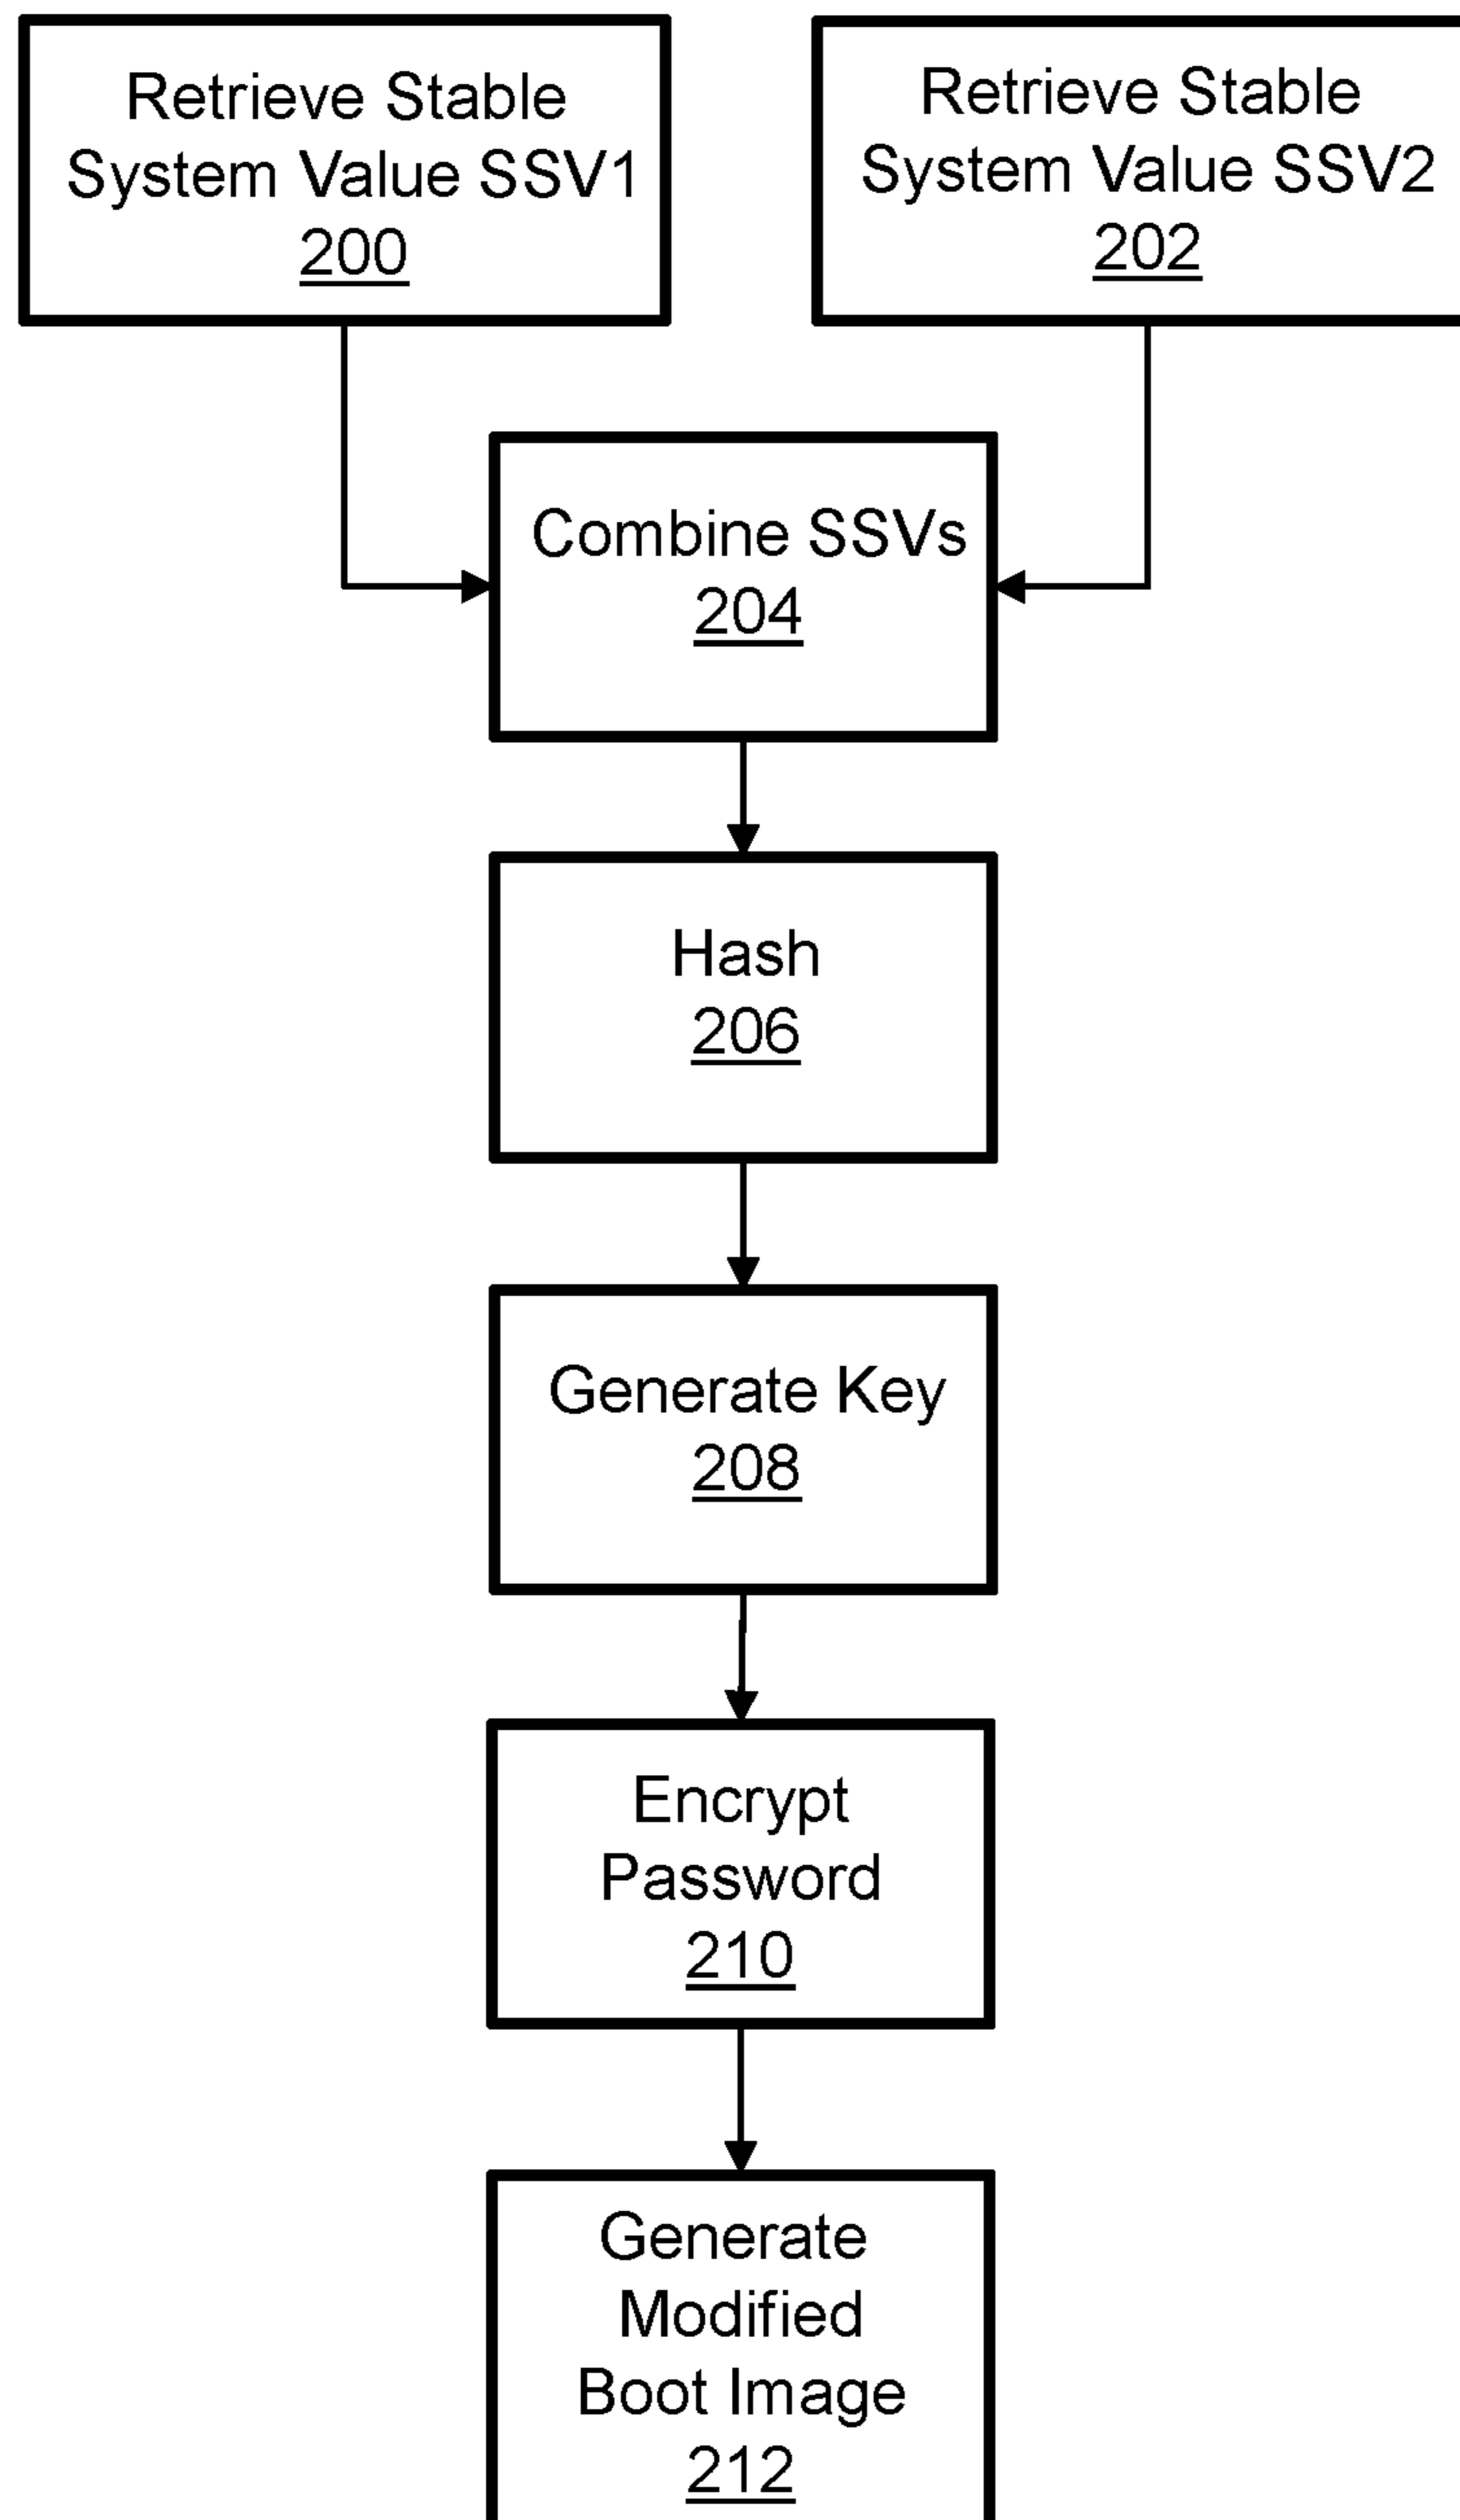 Retrieve Stable
System Value SSV1
200
Retrieve Stable
System Value SSV2
202
Combine SSVs
204
Hash
206
Generate Key
208
Encrypt
Password
210
Generate
Modified
Boot Image
212